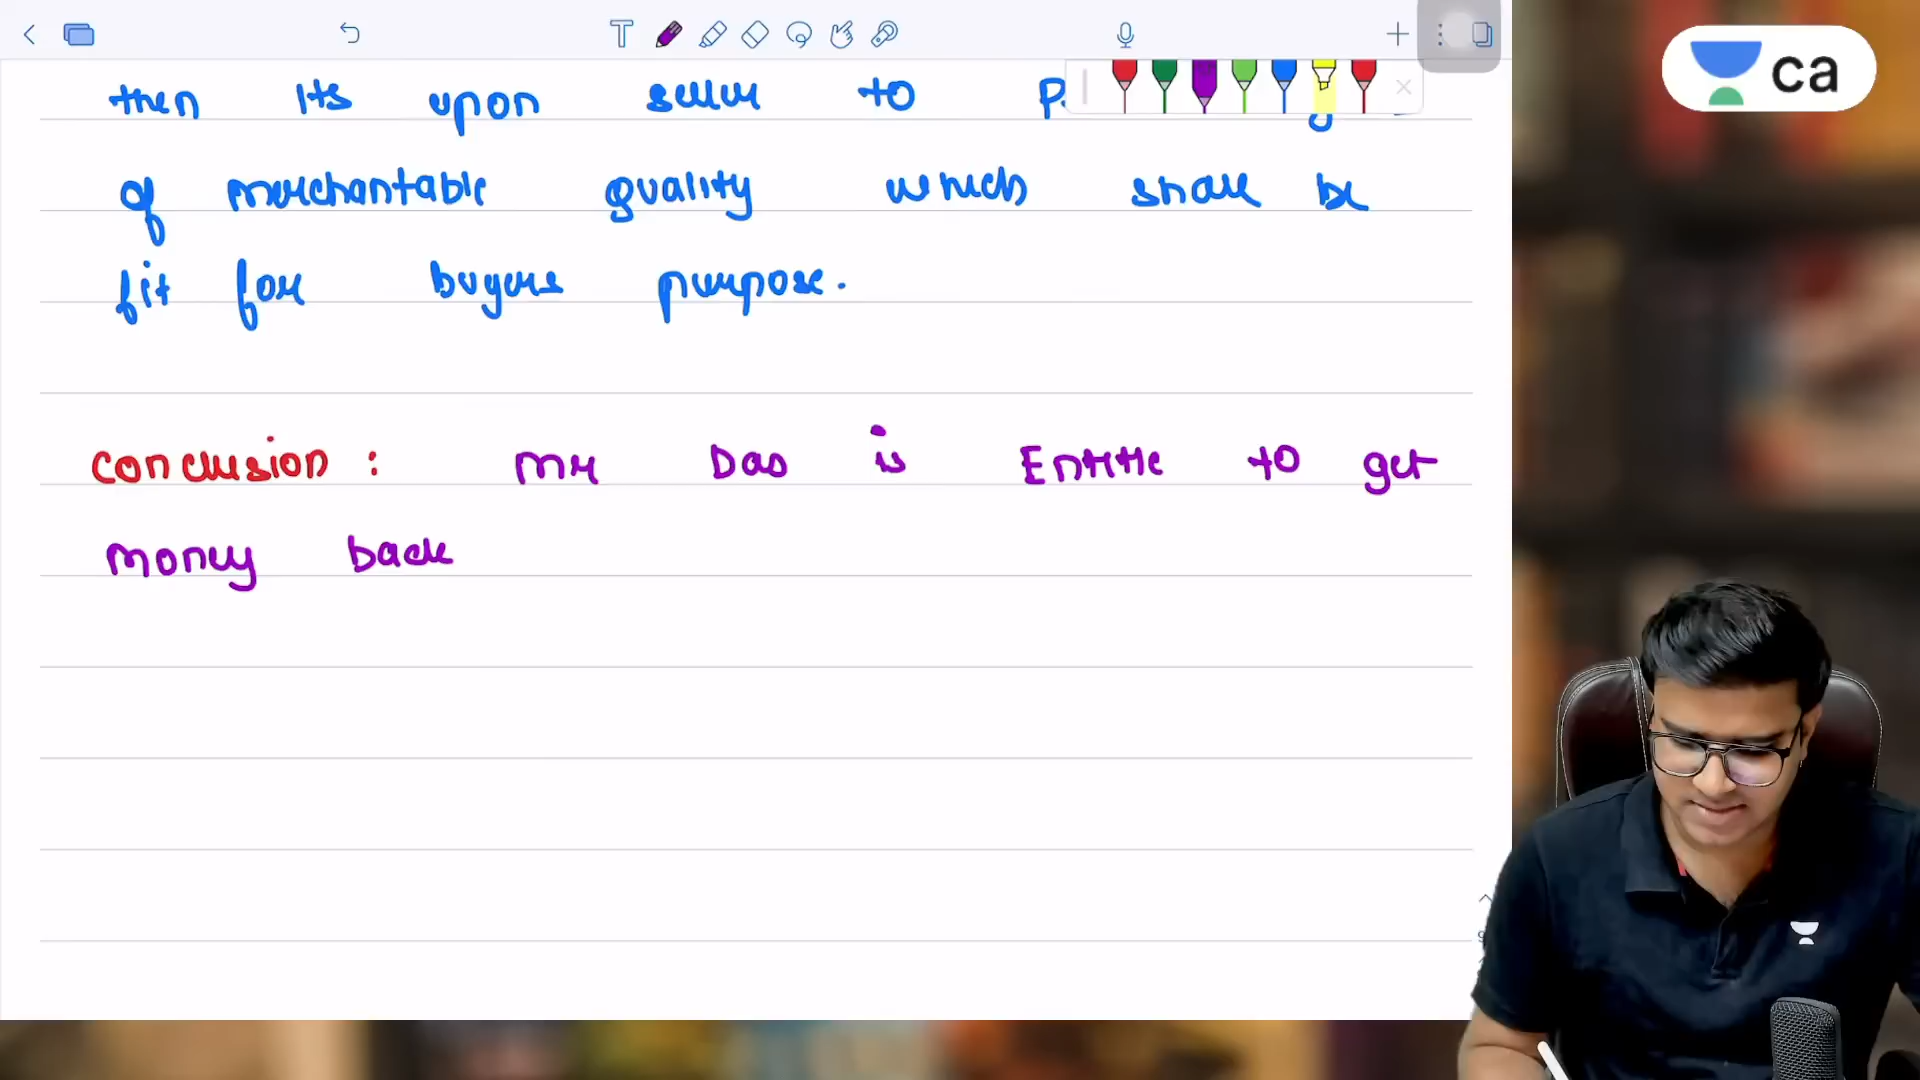 then its upon seller to
of merchantable quality which shall be
fit for buyers purpose.
Conclusion : Mr Das is Entitle to get
money back
ca